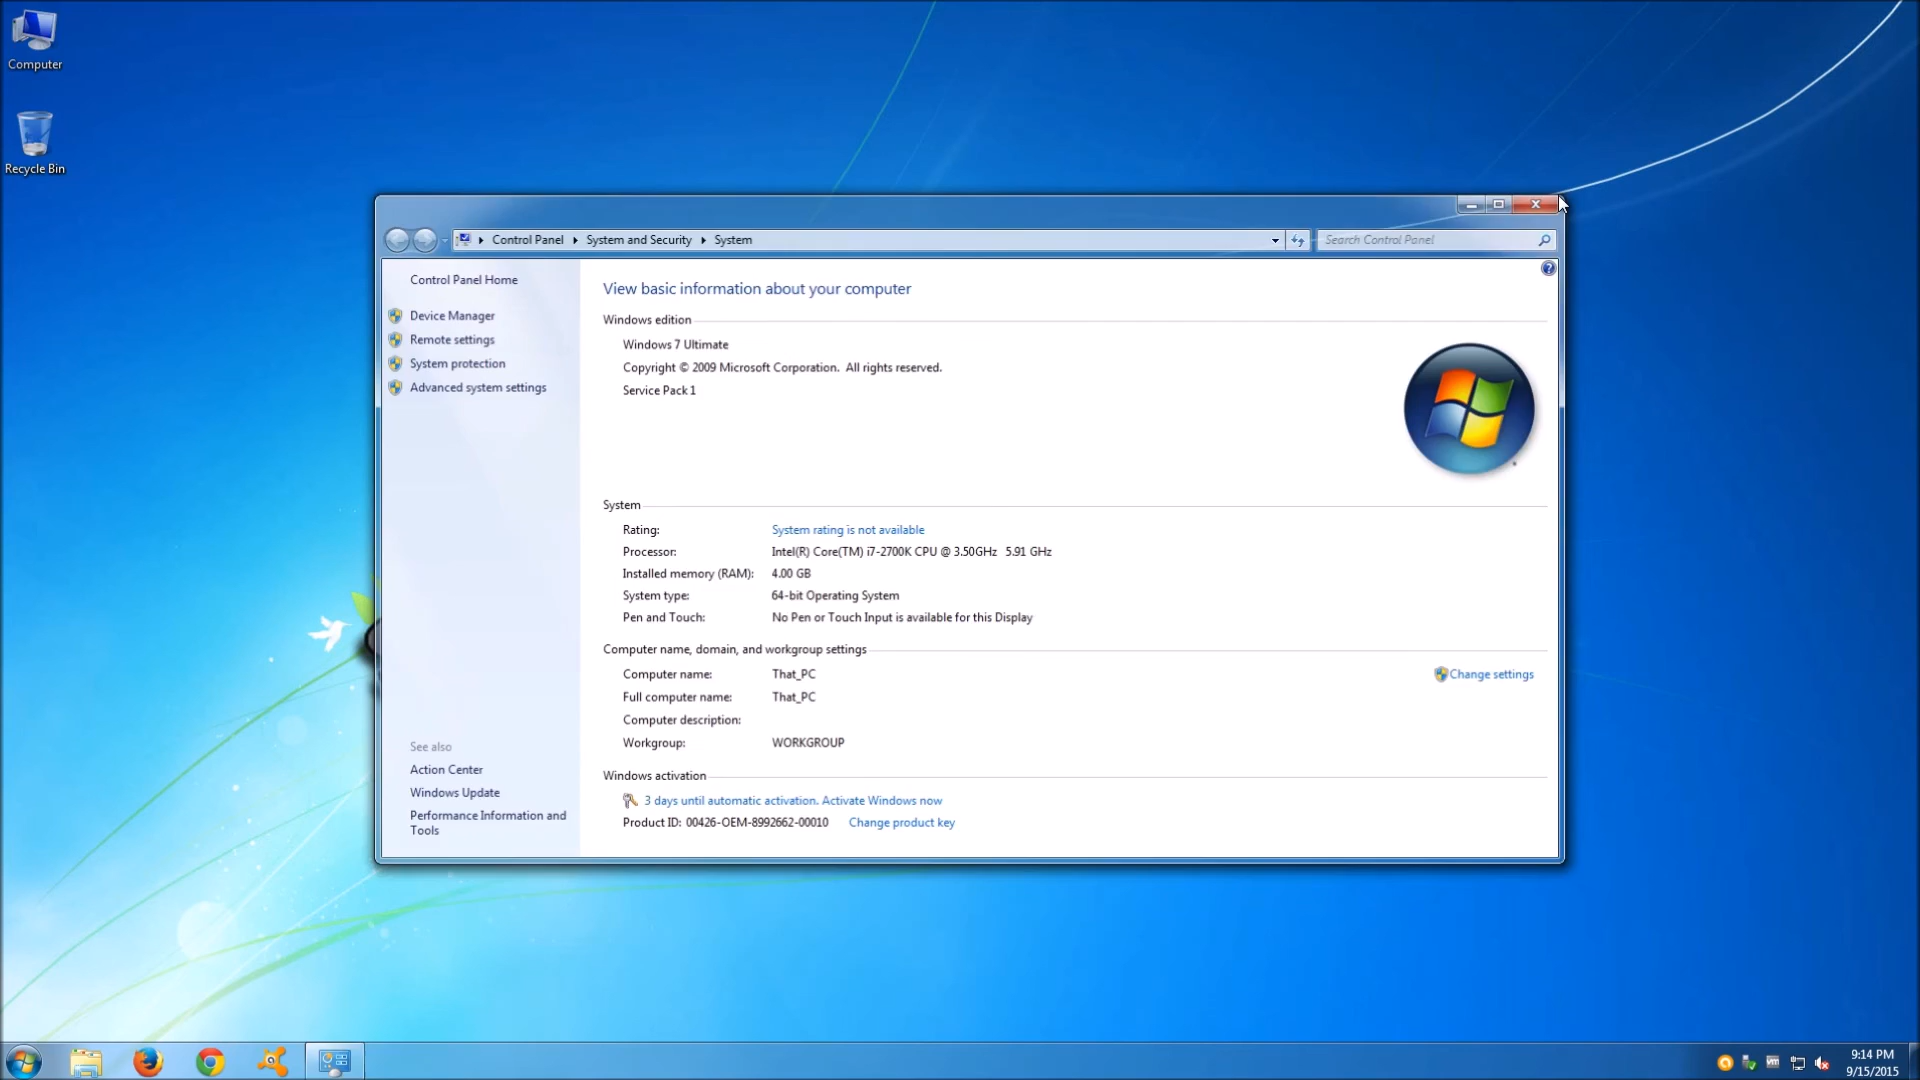 Computer
Recycle Bin
Control Panel ▸ System and Security ▸ System
Search Control Panel
Control Panel Home
Device Manager
Remote settings
System protection
Advanced system settings
See also
Action Center
Windows Update
Performance Information and
Tools
View basic information about your computer
Windows edition
Windows 7 Ultimate
Copyright © 2009 Microsoft Corporation. All rights reserved.
Service Pack 1
System
Rating: System rating is not available
Processor: Intel(R) Core(TM) i7-2700K CPU @ 3.50GHz 5.91 GHz
Installed memory (RAM): 4.00 GB
System type: 64-bit Operating System
Pen and Touch: No Pen or Touch Input is available for this Display
Computer name, domain, and workgroup settings
Computer name: That_PC
Change settings
Full computer name: That_PC
Computer description:
Workgroup: WORKGROUP
Windows activation
3 days until automatic activation. Activate Windows now
Product ID: 00426-OEM-8992662-00010 Change product key
9:14 PM
9/15/2015